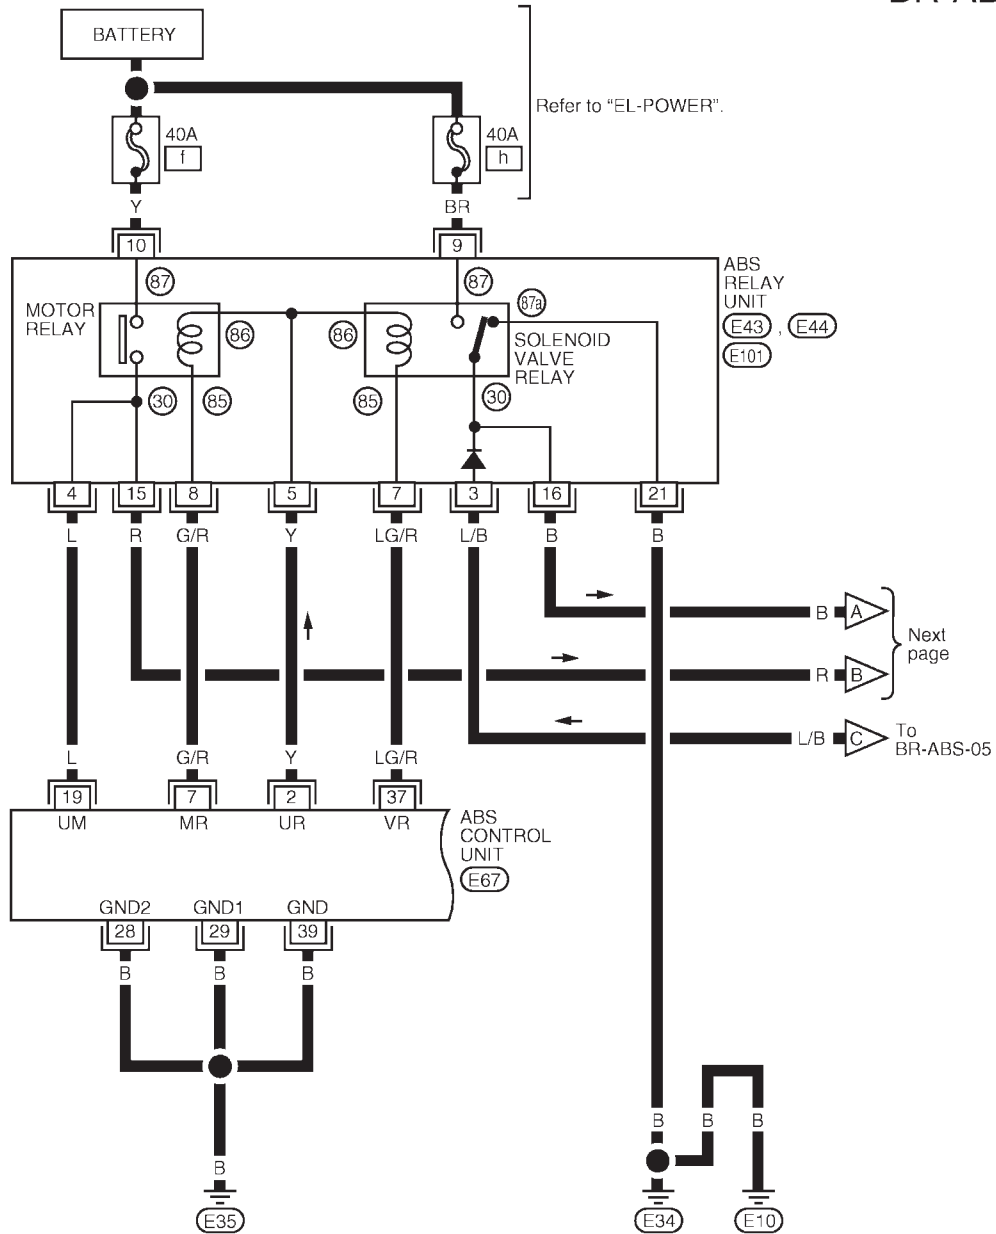 BATTERY
Refer to "EL-POWER".
40A
f
40A
h
Y
BR
10
9
ABS
RELAY
UNIT
E43 , E44
E101
87
87
87a
MOTOR
RELAY
86
86
SOLENOID
VALVE
RELAY
30
85
85
30
4
15
8
5
7
3
16
21
L
R
G/R
Y
LG/R
L/B
B
B
B
A
Next
page
R
B
L/B
C
To
BR-ABS-05
L
G/R
Y
LG/R
19
7
2
37
UM
MR
UR
VR
ABS
CONTROL
UNIT
E67
GND2
GND1
GND
28
29
39
B
B
B
B
B
B
B
E35
E34
E10